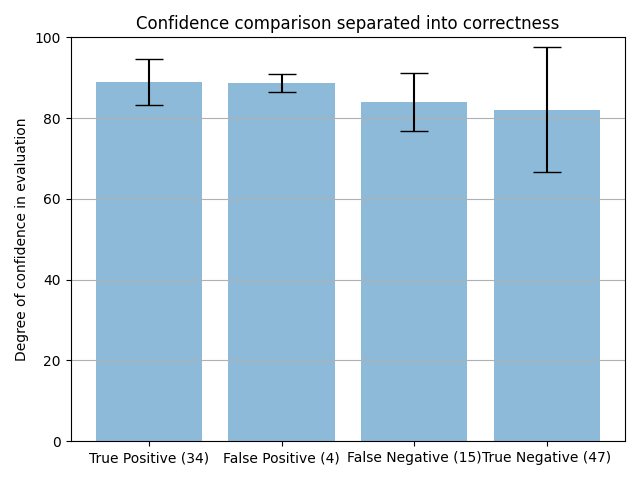 Confidence comparison separated into correctness
Degree of confidence in evaluation
100
80
60
40
20
0
True Positive (34) False Positive (4) False Negative (15) True Negative (47)